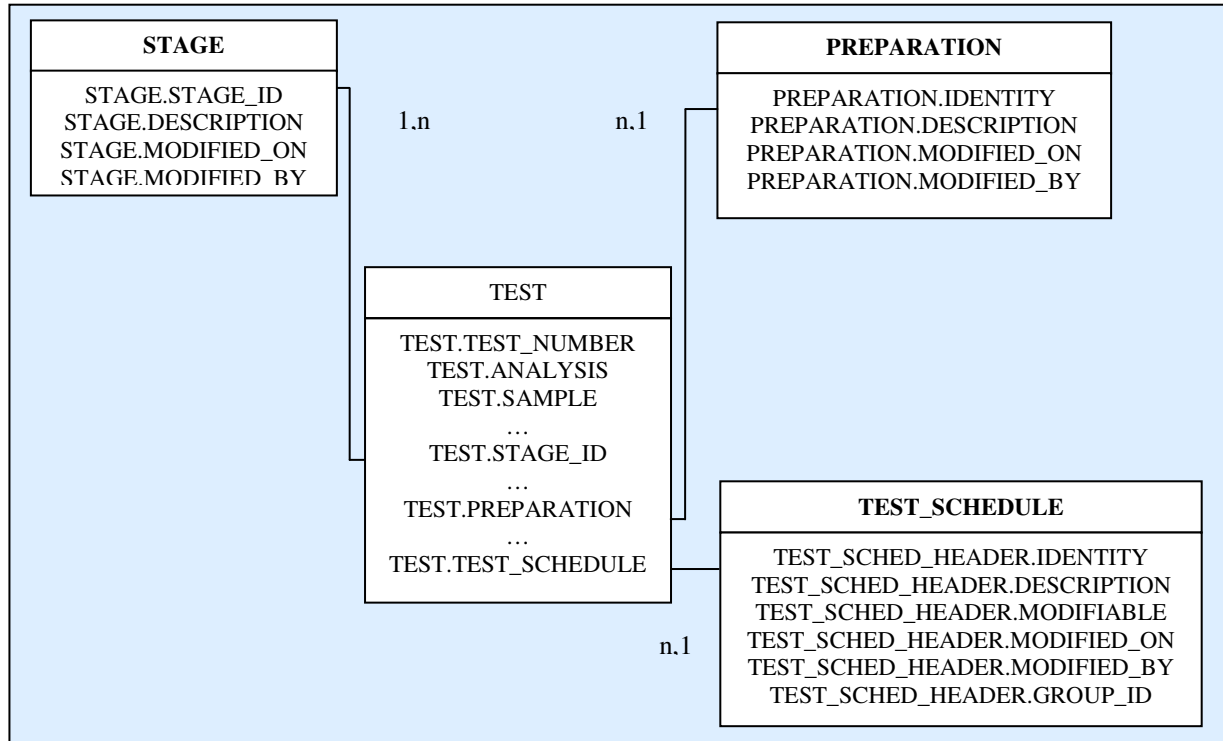 STAGE
STAGE.STAGE_ID
STAGE.DESCRIPTION
STAGE.MODIFIED_ON
STAGE.MODIFIED_BY
1,n
n,1
PREPARATION
PREPARATION.IDENTITY
PREPARATION.DESCRIPTION
PREPARATION.MODIFIED_ON
PREPARATION.MODIFIED_BY
TEST
TEST.TEST_NUMBER
TEST.ANALYSIS
TEST.SAMPLE
…
TEST.STAGE_ID
…
TEST.PREPARATION
…
TEST.TEST_SCHEDULE
n,1
TEST_SCHEDULE
TEST_SCHED_HEADER.IDENTITY
TEST_SCHED_HEADER.DESCRIPTION
TEST_SCHED_HEADER.MODIFIABLE
TEST_SCHED_HEADER.MODIFIED_ON
TEST_SCHED_HEADER.MODIFIED_BY
TEST_SCHED_HEADER.GROUP_ID